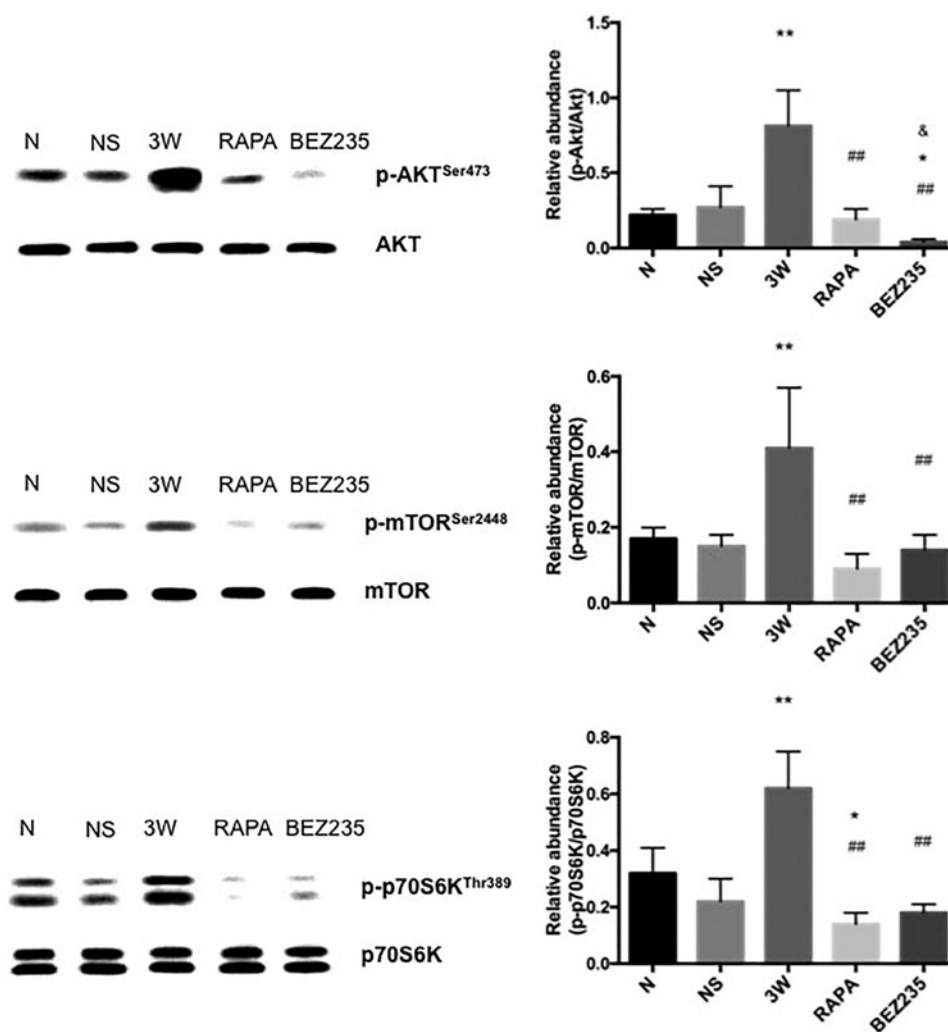 N NS 3W RAPA BEZ235
p-AKTSer473
AKT
Relative abundance
(p-Akt/Akt)
1.5
1.0
0.5
0.0
**
##
&
*
##
N NS 3W RAPA BEZ235
N NS 3W RAPA BEZ235
p-mTORSer2448
mTOR
Relative abundance
(p-mTOR/mTOR)
0.6
0.4
0.2
0.0
**
##
##
N NS 3W RAPA BEZ235
N NS 3W RAPA BEZ235
p-p70S6KThr389
p70S6K
Relative abundance
(p-p70S6K/p70S6K)
0.8
0.6
0.4
0.2
0.0
**
*
##
##
N NS 3W RAPA BEZ235